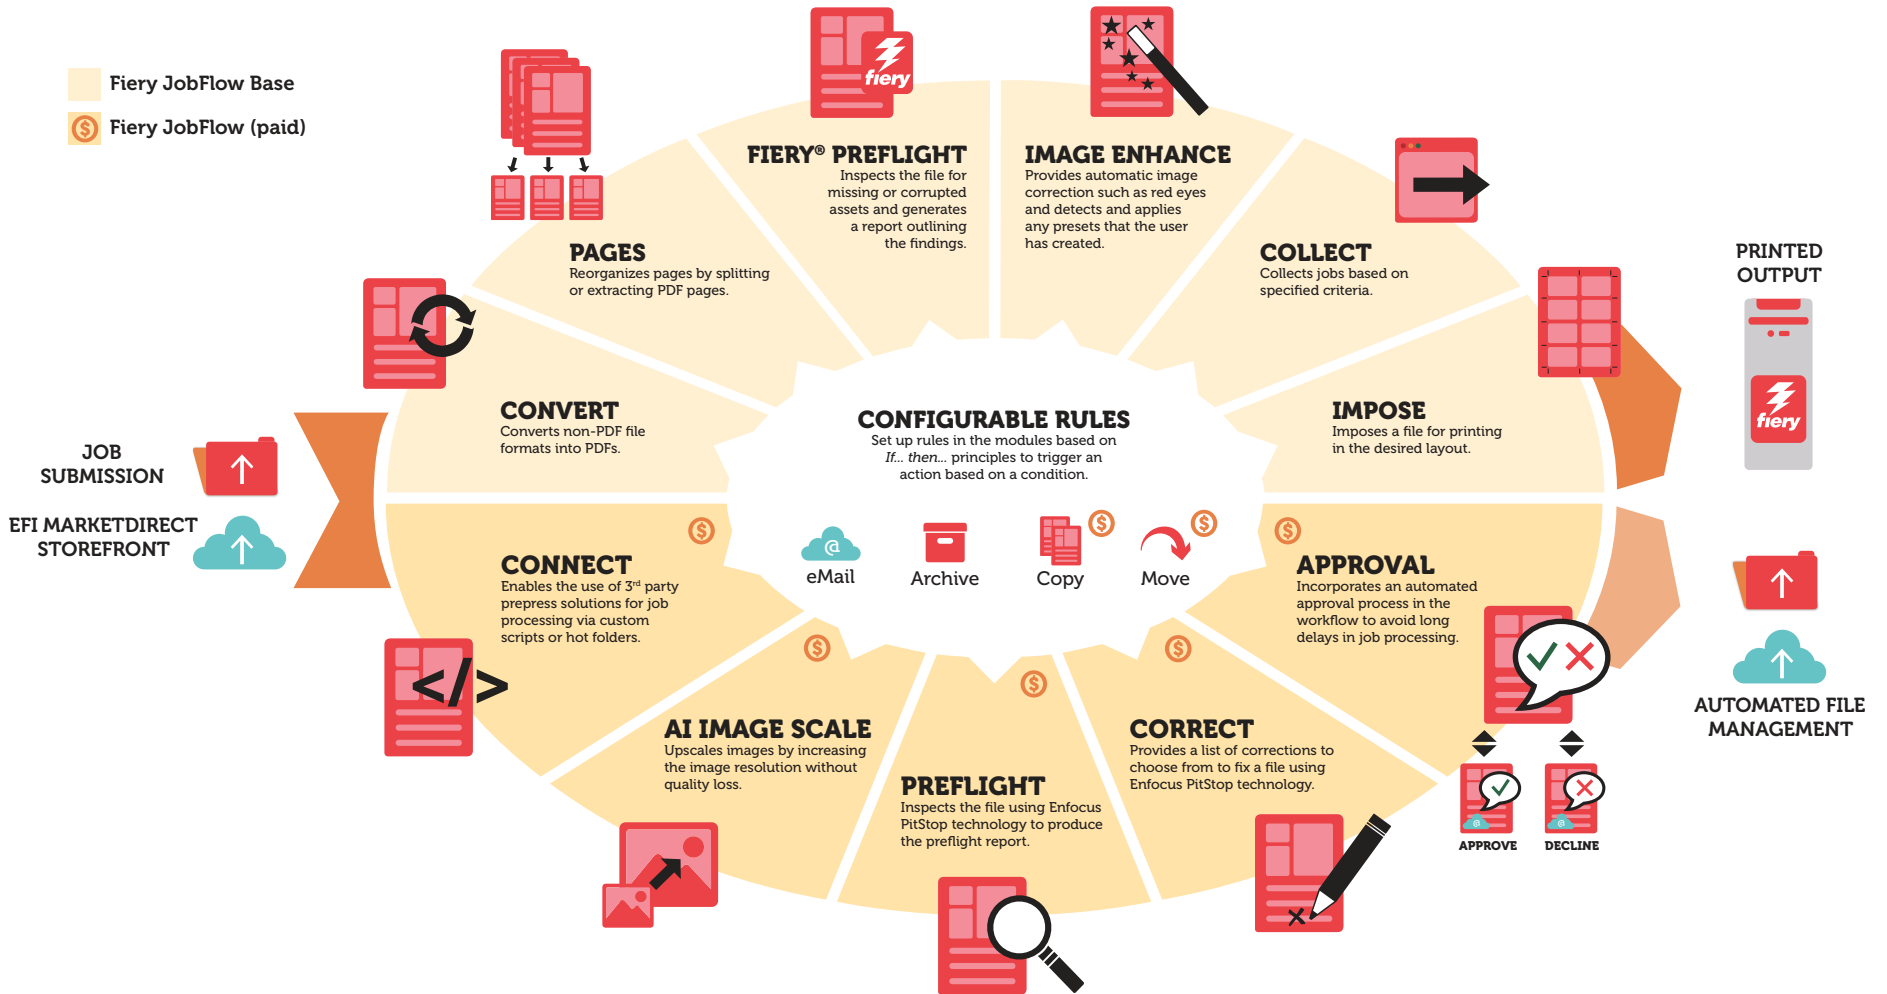 Fiery JobFlow Base
Fiery JobFlow (paid)
fiery
FIERY® PREFLIGHT
Inspects the file for
missing or corrupted
assets and generates
a report outlining
the findings.
IMAGE ENHANCE
Provides automatic image
correction such as red eyes
and detects and applies
any presets that the user
has created.
PAGES
Reorganizes pages by splitting
or extracting PDF pages.
COLLECT
Collects jobs based on
specified criteria.
CONVERT
Converts non-PDF file
formats into PDFs.
CONFIGURABLE RULES
Set up rules in the modules based on
If... then... principles to trigger an
action based on a condition.
@
eMail
Archive
Copy
$
Move
$
IMPOSE
Imposes a file for printing
in the desired layout.
PRINTED
OUTPUT
fiery
JOB
SUBMISSION
EFI MARKETDIRECT
STOREFRONT
$
CONNECT
Enables the use of 3rd party
prepress solutions for job
processing via custom
scripts or hot folders.
</>
$
AI IMAGE SCALE
Upscales images by increasing
the image resolution without
quality loss.
$
PREFLIGHT
Inspects the file using Enfocus
PitStop technology to produce
the preflight report.
$
CORRECT
Provides a list of corrections to
choose from to fix a file using
Enfocus PitStop technology.
$
APPROVAL
Incorporates an automated
approval process in the
workflow to avoid long
delays in job processing.
@
APPROVE
@
DECLINE
AUTOMATED FILE
MANAGEMENT